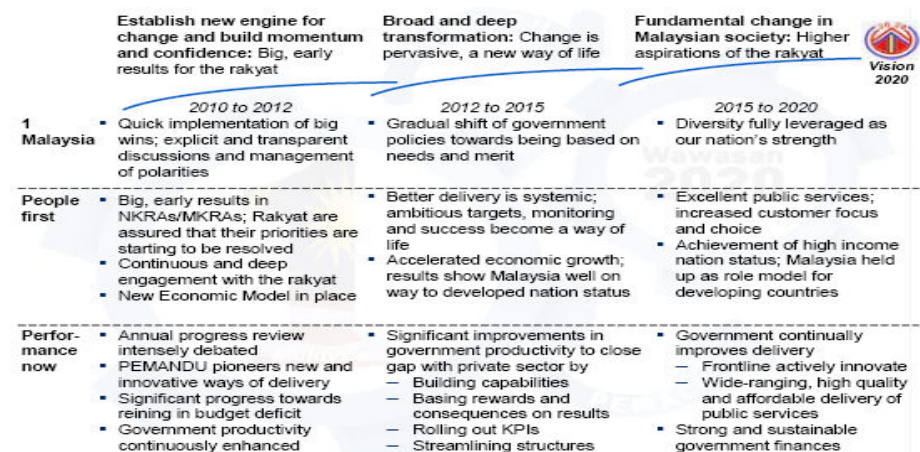 Establish new engine for
change and build momentum
and confidence: Big, early
results for the rakyat
Broad and deep
transformation: Change is
pervasive, a new way of life
Fundamental change in
Malaysian society: Higher
aspirations of the rakyat
Vision
2020
2010 to 2012
2012 to 2015
2015 to 2020
1
Malaysia
▪ Quick implementation of big
wins; explicit and transparent
discussions and management
of polarities
▪ Gradual shift of government
policies towards being based on
needs and merit
▪ Diversity fully leveraged as
our nation's strength
Wawasan
2020
People
first
▪ Big, early results in
NKRAs/MKRAs; Rakyat are
assured that their priorities are
starting to be resolved
▪ Continuous and deep
engagement with the rakyat
▪ New Economic Model in place
▪ Better delivery is systemic;
ambitious targets, monitoring
and success become a way of
life
▪ Accelerated economic growth;
results show Malaysia well on
way to developed nation status
▪ Excellent public services;
increased customer focus
and choice
▪ Achievement of high income
nation status; Malaysia held
up as role model for
developing countries
Perfor-
mance
now
▪ Annual progress review
intensely debated
▪ PEMANDU pioneers new and
innovative ways of delivery
▪ Significant progress towards
reining in budget deficit
▪ Government productivity
continuously enhanced
▪ Significant improvements in
government productivity to close
gap with private sector by
– Building capabilities
– Basing rewards and
consequences on results
– Rolling out KPIs
– Streamlining structures
▪ Government continually
improves delivery
– Frontline actively innovate
– Wide-ranging, high quality
and affordable delivery of
public services
▪ Strong and sustainable
government finances